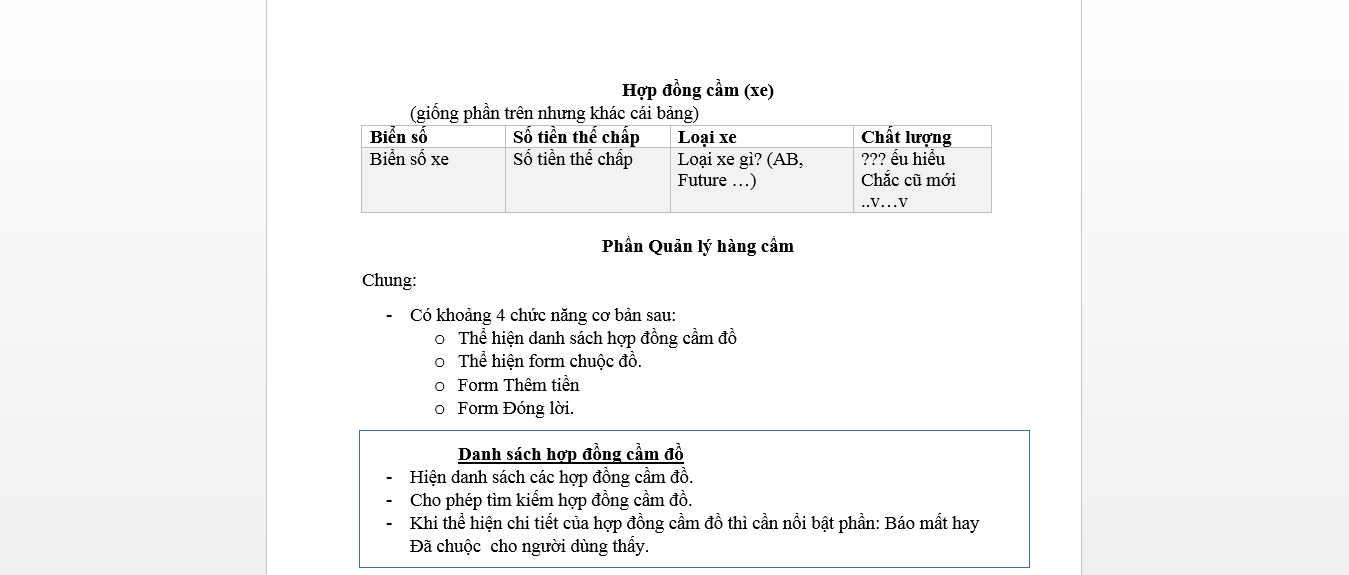 Hợp đồng cầm (xe)
(giống phần trên nhưng khác cái bảng)
Biển số Số tiền thế chấp Loại xe Chất lượng
Biển số xe Số tiền thế chấp Loại xe gì? (AB, ??? ếu hiểu
Future …) Chắc cũ mới
..v…v
Phần Quản lý hàng cầm
Chung:
- Có khoảng 4 chức năng cơ bản sau:
o Thể hiện danh sách hợp đồng cầm đồ
o Thể hiện form chuộc đồ.
o Form Thêm tiền
o Form Đóng lời.
Danh sách hợp đồng cầm đồ
- Hiện danh sách các hợp đồng cầm đồ.
- Cho phép tìm kiếm hợp đồng cầm đồ.
- Khi thể hiện chi tiết của hợp đồng cầm đồ thì cần nổi bật phần: Báo mất hay
Đã chuộc cho người dùng thấy.